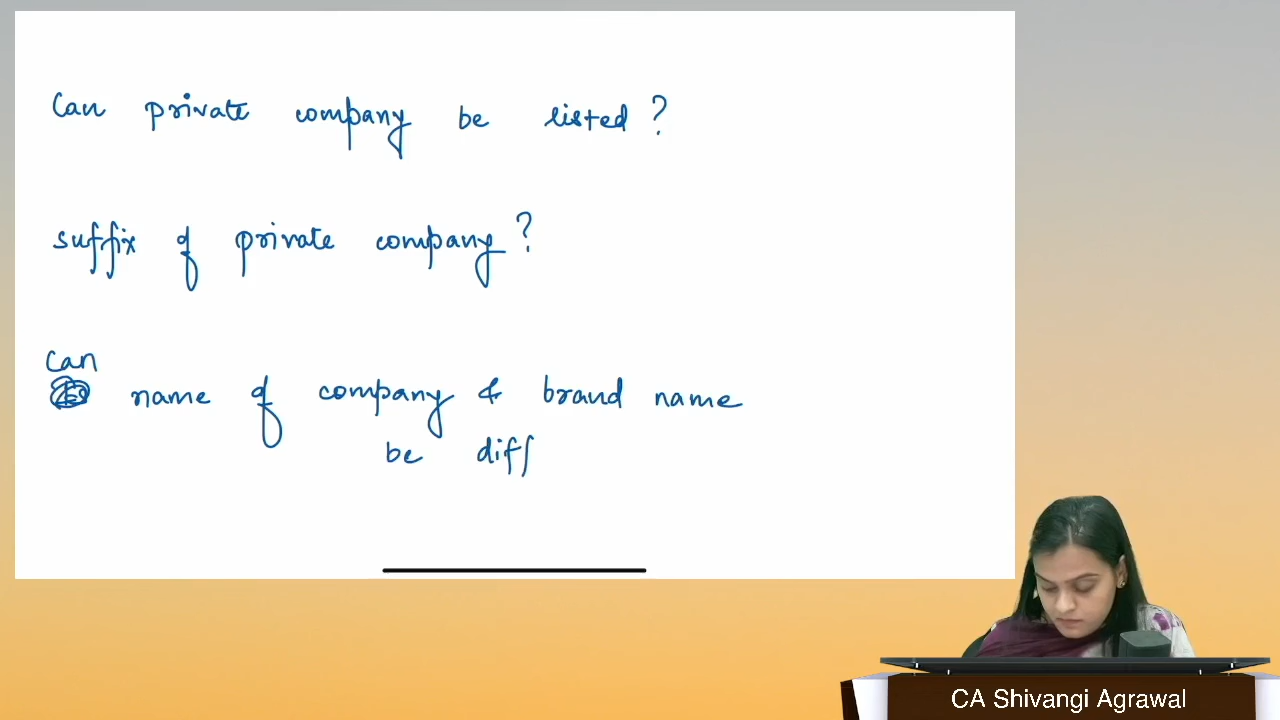 Can private company be listed?
suffix of private company?
Can
name of company & brand name
be diff
CA Shivangi Agrawal